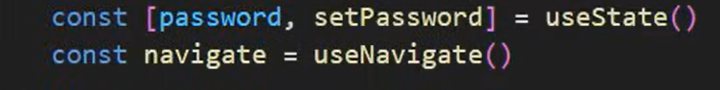 const [password, setPassword] = useState()
const navigate = useNavigate()